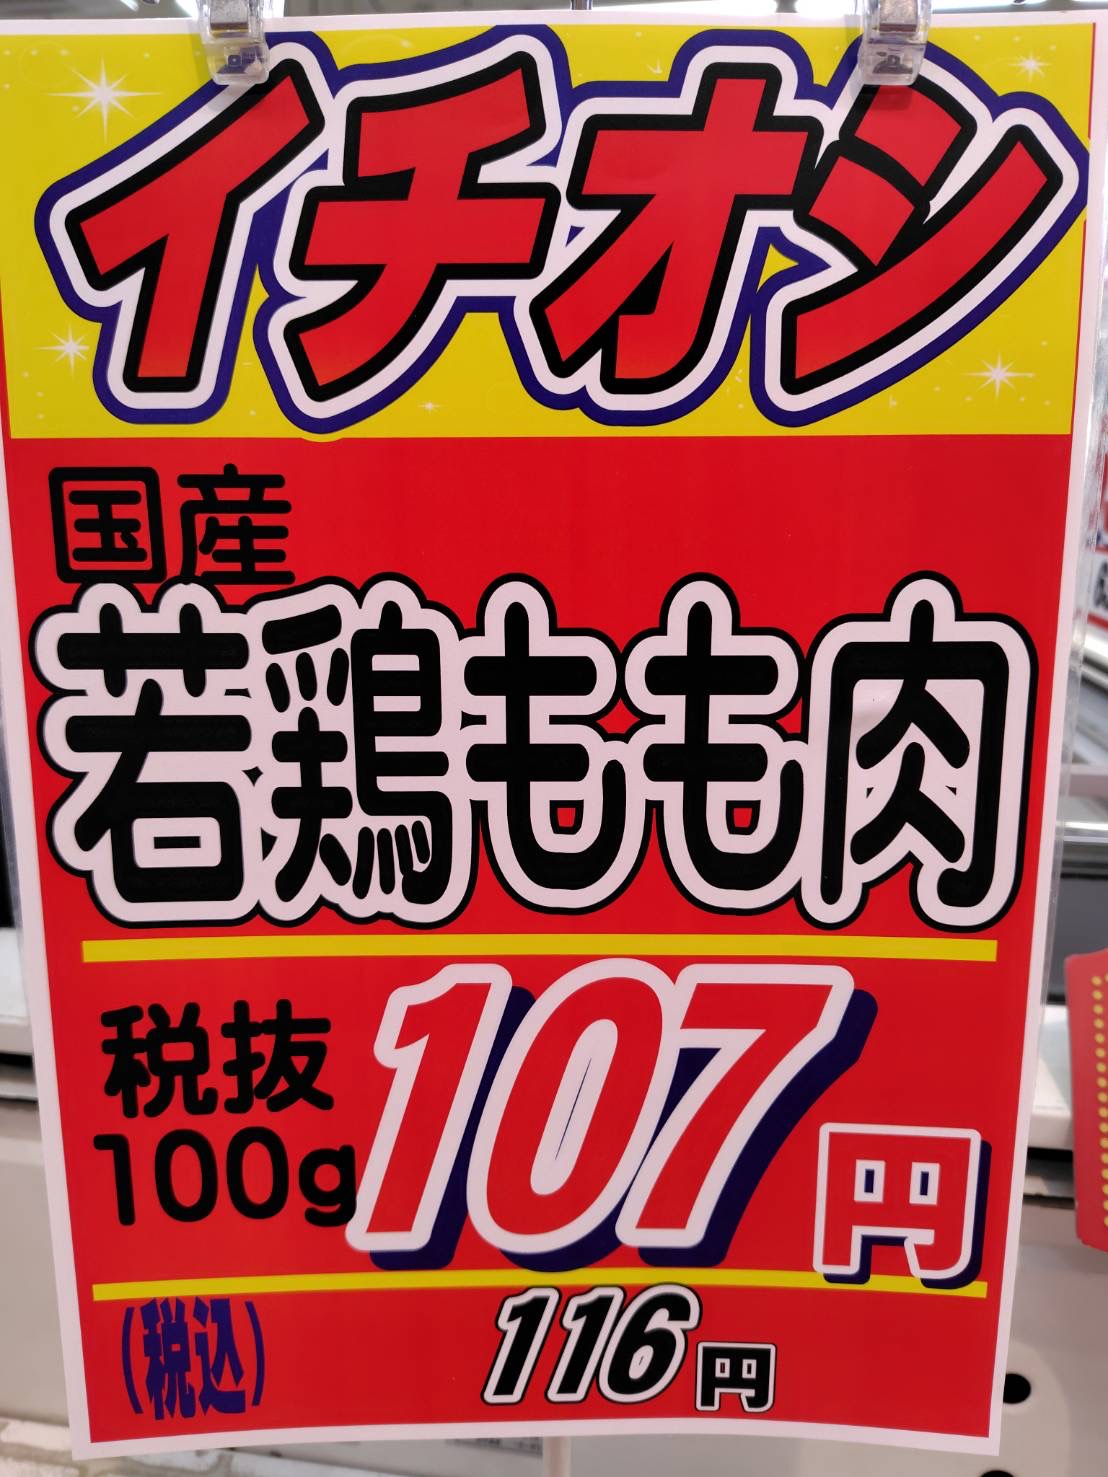 イチオシ
国産
若鶏もも肉
税抜
100g
107円
(税込)
116円